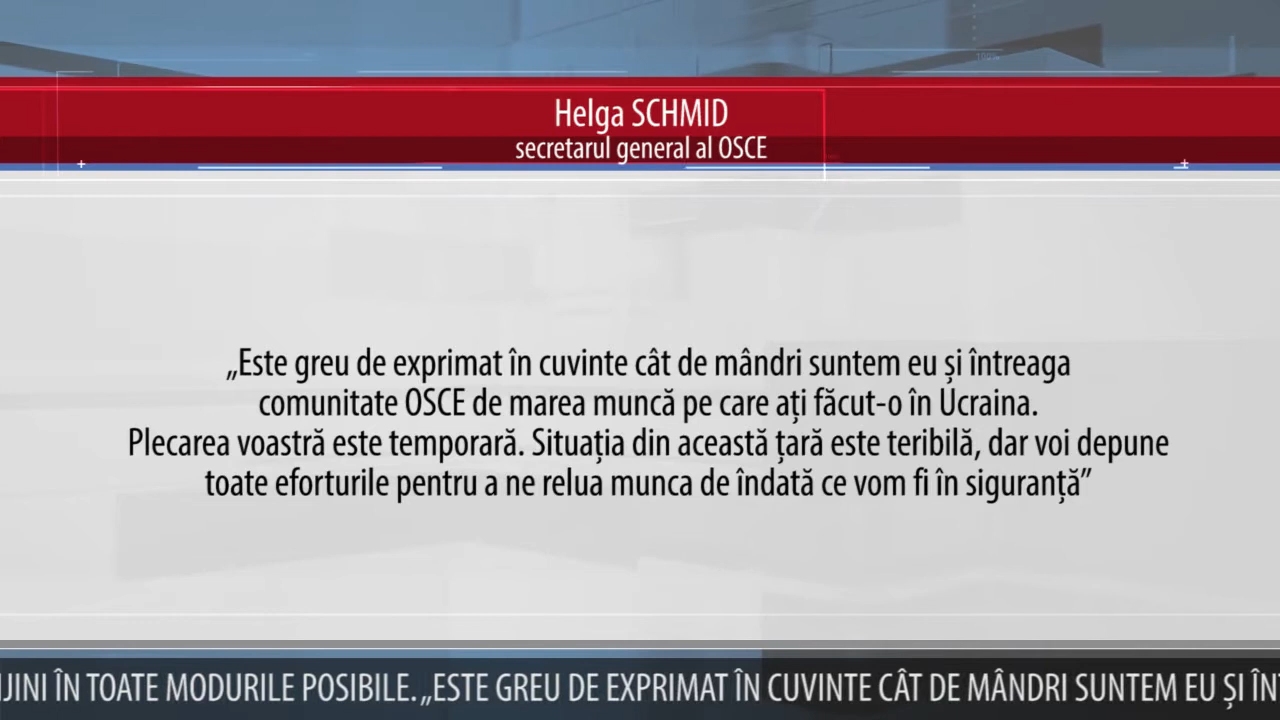 Helga SCHMID
secretarul general al OSCE
„Este greu de exprimat în cuvinte cât de mândri suntem eu și întreaga
comunitate OSCE de marea muncă pe care ați făcut-o în Ucraina.
Plecarea voastră este temporară. Situația din această țară este teribilă, dar voi depune
toate eforturile pentru a ne relua munca de îndată ce vom fi în siguranță”
IJINI ÎN TOATE MODURILE POSIBILE. „ESTE GREU DE EXPRIMAT ÎN CUVINTE CÂT DE MÂNDRI SUNTEM EU ȘI ÎNT